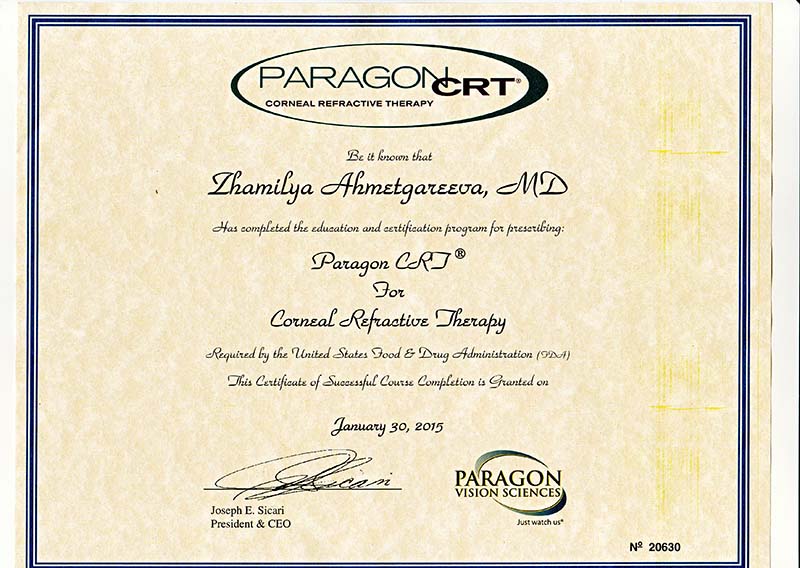 PARAGON CRT®
CORNEAL REFRACTIVE THERAPY
Be it known that
Zhamilya Ahmetgareeva, MD
Has completed the education and certification program for prescribing:
Paragon CRT®
For
Corneal Refractive Therapy
Required by the United States Food & Drug Administration (FDA)
This Certificate of Successful Course Completion is Granted on
January 30, 2015
Joseph E. Sicari
President & CEO
PARAGON
VISION SCIENCES
Just watch us®
Nº 20630